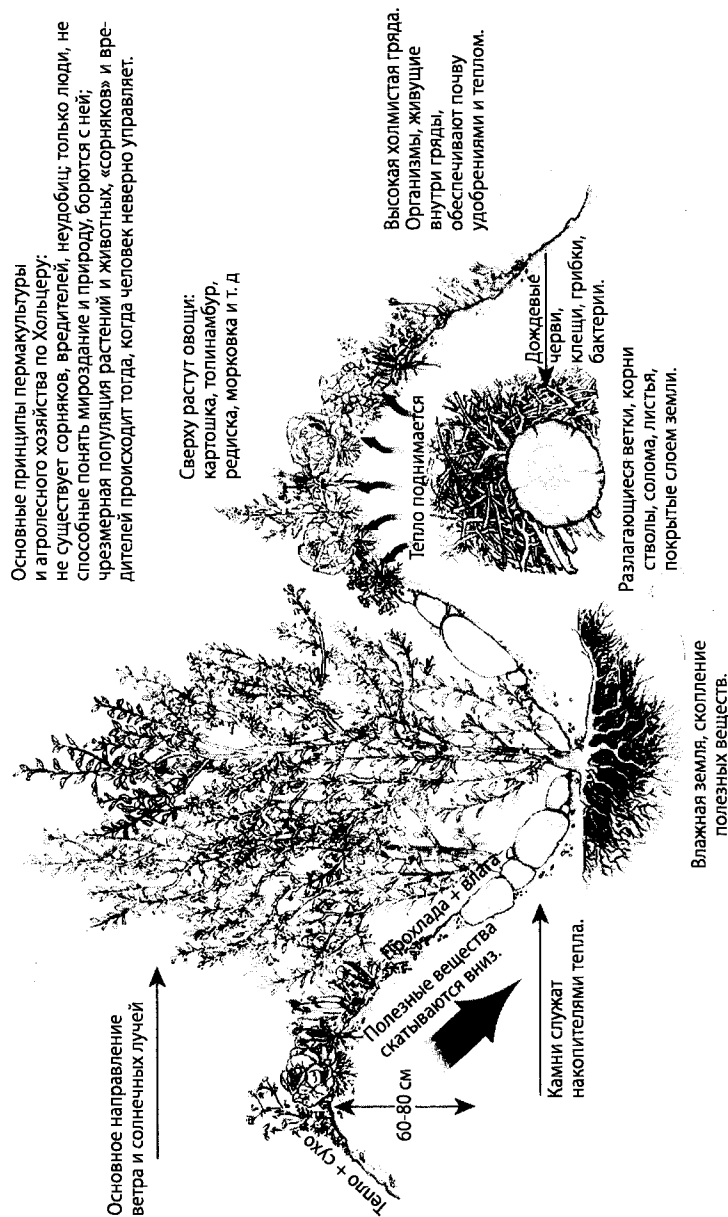 Основное направление
ветра и солнечных лучей
Основные принципы пермакультуры
и агролесного хозяйства по Хольцеру:
не существует сорняков, вредителей, неудобиц; только люди, не
способные понять мироздание и природу, борются с ней;
чрезмерная популяция растений и животных, «сорняков» и вре-
дителей происходит тогда, когда человек неверно управляет.
Сверху растут овощи:
картошка, топинамбур,
редиска, морковка и т. д
Высокая холмистая гряда.
Организмы, живущие
внутри гряды,
обеспечивают почву
удобрениями и теплом.
Тепло + сухо
60-80 см
Прохлада + влага
Полезные вещества
скатываются вниз.
Тепло поднимается
Дождевые
черви,
клещи, грибки,
бактерии.
Камни служат
накопителями тепла.
Разлагающиеся ветки, корни
стволы, солома, листья,
покрытые слоем земли.
Влажная земля, скопление
полезных веществ.